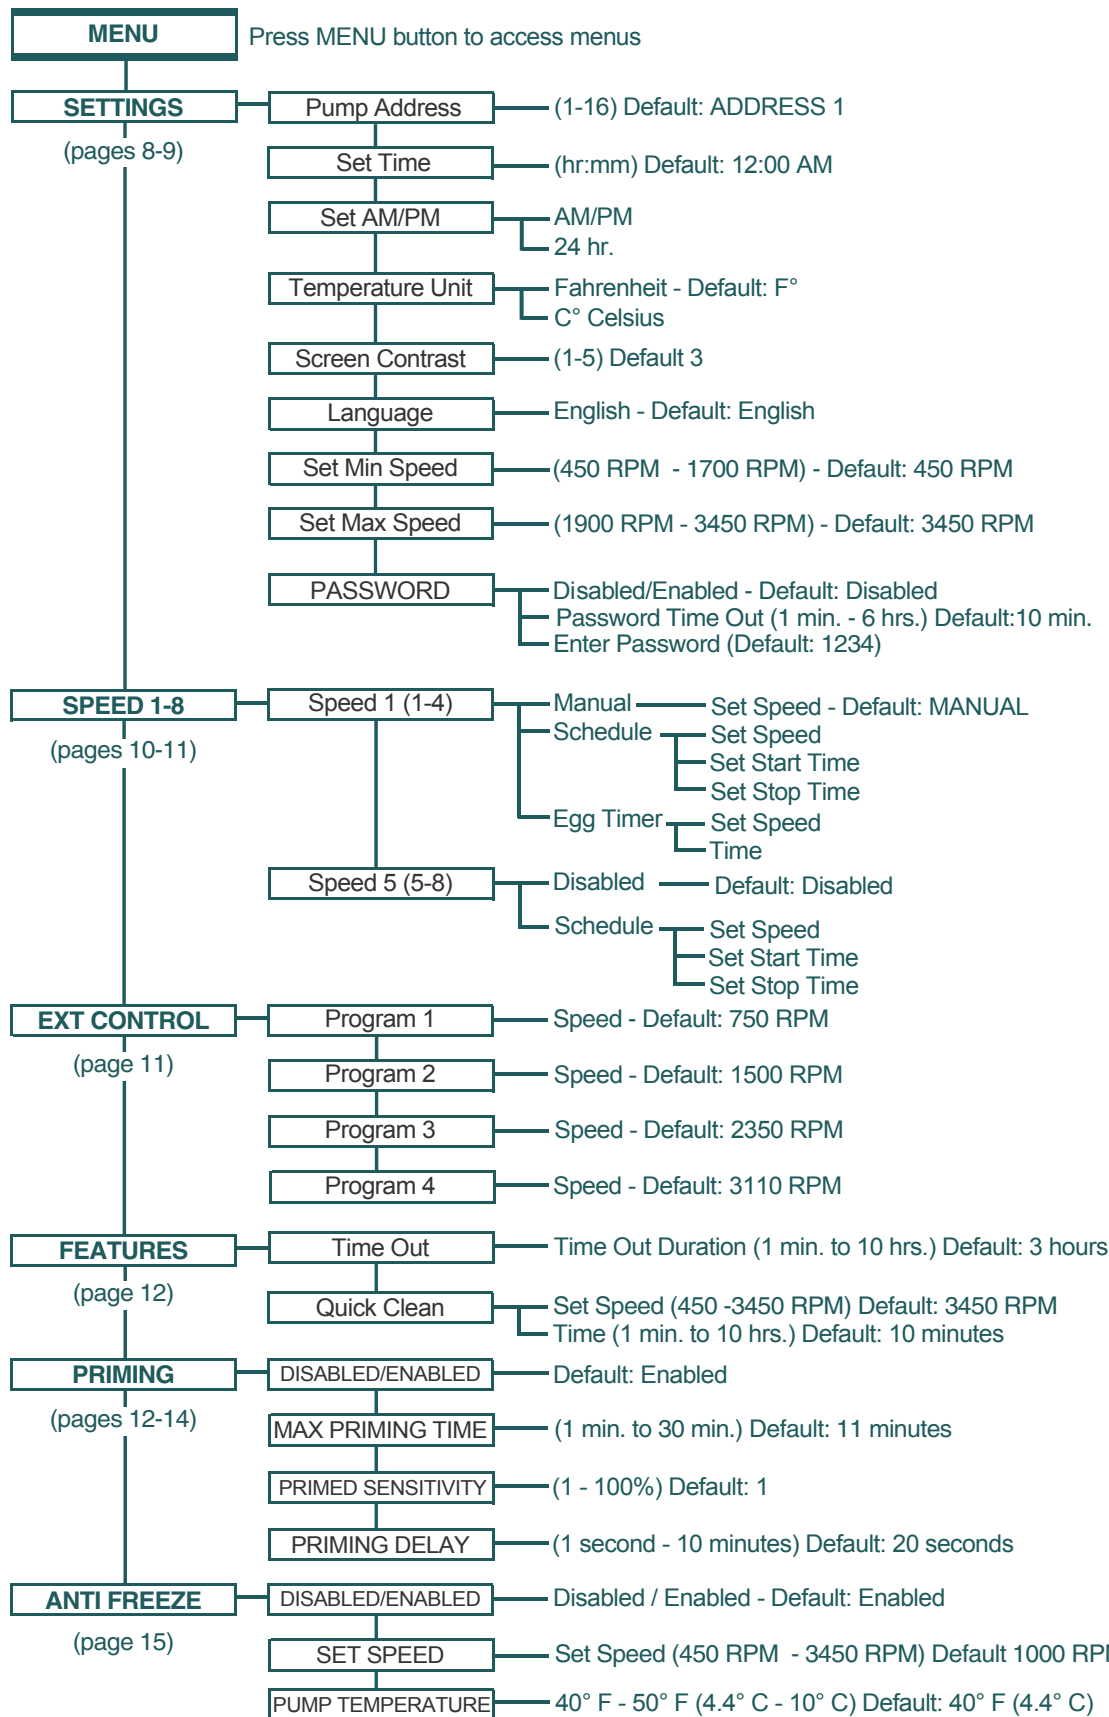 MENU
Press MENU button to access menus
SETTINGS
(pages 8-9)
Pump Address
(1-16) Default: ADDRESS 1
Set Time
(hr:mm) Default: 12:00 AM
Set AM/PM
AM/PM
24 hr.
Temperature Unit
Fahrenheit - Default: F°
C° Celsius
Screen Contrast
(1-5) Default 3
Language
English - Default: English
Set Min Speed
(450 RPM - 1700 RPM) - Default: 450 RPM
Set Max Speed
(1900 RPM - 3450 RPM) - Default: 3450 RPM
PASSWORD
Disabled/Enabled - Default: Disabled
Password Time Out (1 min. - 6 hrs.) Default:10 min.
Enter Password (Default: 1234)
SPEED 1-8
(pages 10-11)
Speed 1 (1-4)
Manual
Set Speed - Default: MANUAL
Schedule
Set Speed
Set Start Time
Set Stop Time
Egg Timer
Set Speed
Time
Speed 5 (5-8)
Disabled
Default: Disabled
Schedule
Set Speed
Set Start Time
Set Stop Time
EXT CONTROL
(page 11)
Program 1
Speed - Default: 750 RPM
Program 2
Speed - Default: 1500 RPM
Program 3
Speed - Default: 2350 RPM
Program 4
Speed - Default: 3110 RPM
FEATURES
(page 12)
Time Out
Time Out Duration (1 min. to 10 hrs.) Default: 3 hours
Quick Clean
Set Speed (450 -3450 RPM) Default: 3450 RPM
Time (1 min. to 10 hrs.) Default: 10 minutes
PRIMING
(pages 12-14)
DISABLED/ENABLED
Default: Enabled
MAX PRIMING TIME
(1 min. to 30 min.) Default: 11 minutes
PRIMED SENSITIVITY
(1 - 100%) Default: 1
PRIMING DELAY
(1 second - 10 minutes) Default: 20 seconds
ANTI FREEZE
(page 15)
DISABLED/ENABLED
Disabled / Enabled - Default: Enabled
SET SPEED
Set Speed (450 RPM - 3450 RPM) Default 1000 RP
PUMP TEMPERATURE
40° F - 50° F (4.4° C - 10° C) Default: 40° F (4.4° C)